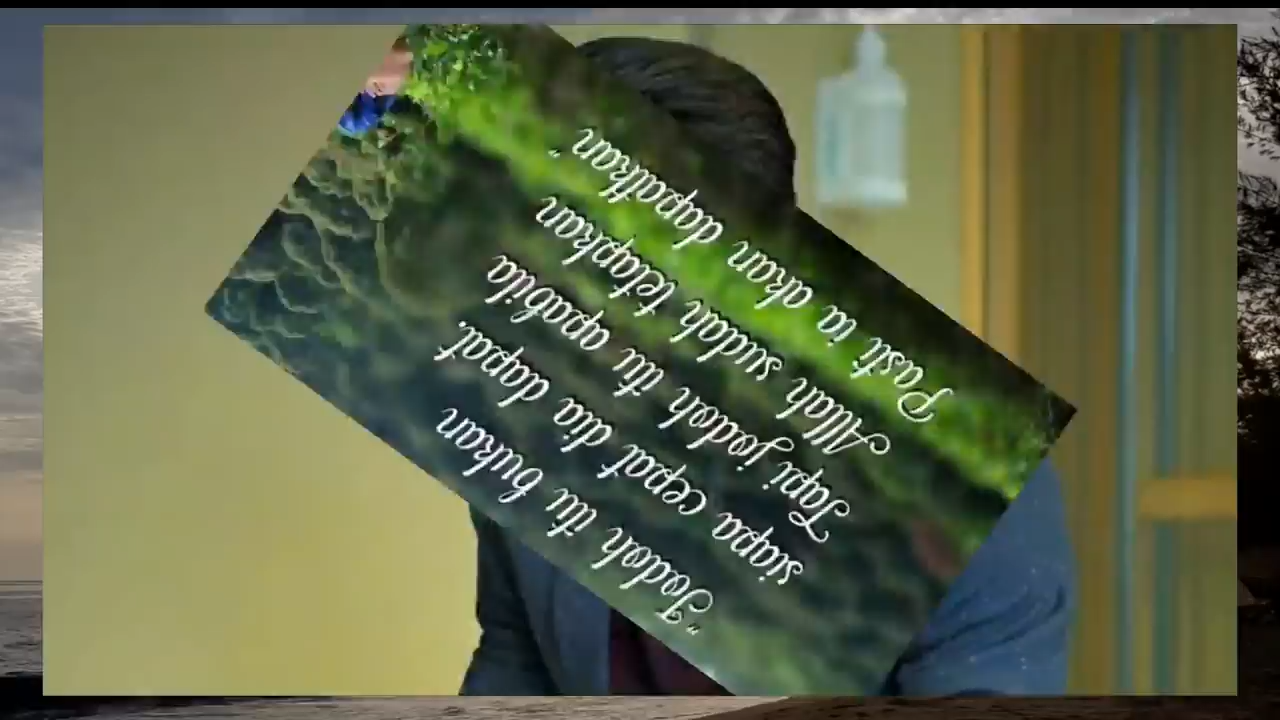 "Jodoh itu bukan
siapa cepat dia dapat.
Tapi jodoh itu apabila
Allah sudah tetapkan
Pasti ia akan dapatkan"